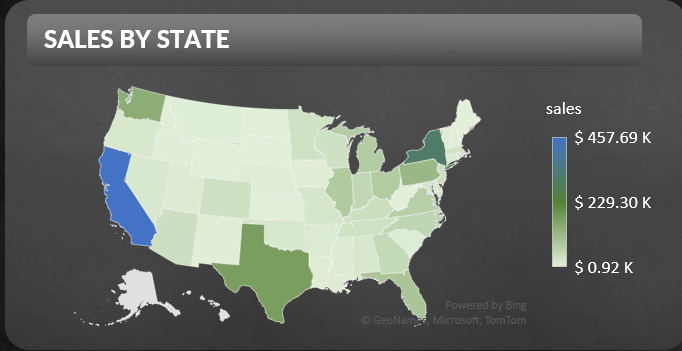 SALES BY STATE
sales
$ 457.69 K
$ 229.30 K
$ 0.92 K
Powered by Bing
© GeoNames, Microsoft, TomTom